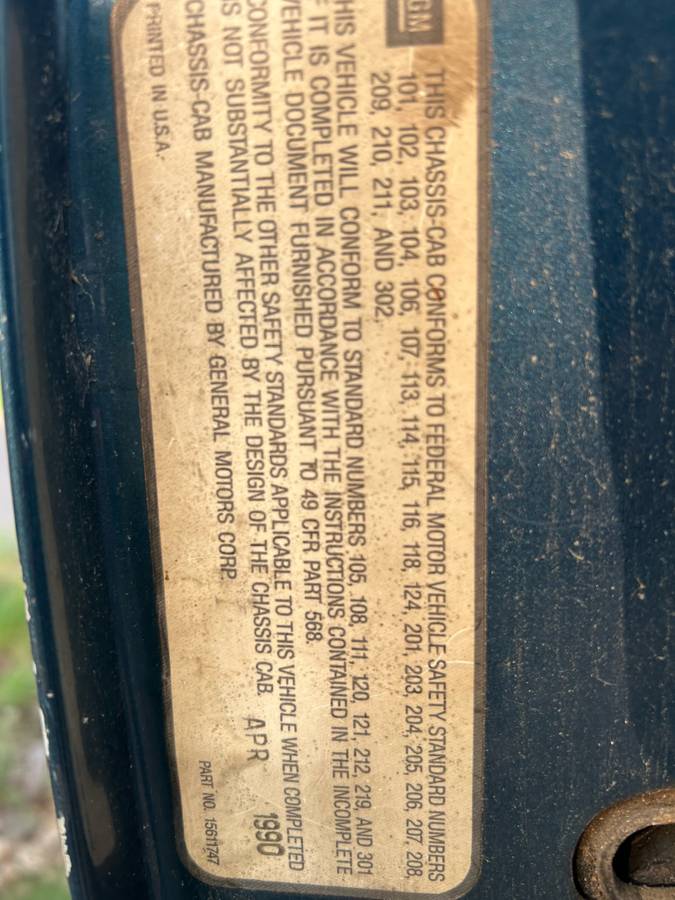 GM
THIS CHASSIS-CAB CONFORMS TO FEDERAL MOTOR VEHICLE SAFETY STANDARD NUMBERS
101, 102, 103, 104, 106, 107, 113, 114, 115, 116, 118, 124, 201, 203, 204, 205, 206, 207, 208,
209, 210, 211, AND 302.
HIS VEHICLE WILL CONFORM TO STANDARD NUMBERS 105, 108, 111, 120, 121, 212, 219, AND 301
F IT IS COMPLETED IN ACCORDANCE WITH THE INSTRUCTIONS CONTAINED IN THE INCOMPLETE-
VEHICLE DOCUMENT FURNISHED PURSUANT TO 49 CFR PART 568.
CONFORMITY TO THE OTHER SAFETY STANDARDS APPLICABLE TO THIS VEHICLE WHEN COMPLETED
S NOT SUBSTANTIALLY AFFECTED BY THE DESIGN OF THE CHASSIS CAB. APR 1990
CHASSIS-CAB MANUFACTURED BY GENERAL MOTORS CORP.
PRINTED IN U.S.A. PART NO. 15611747